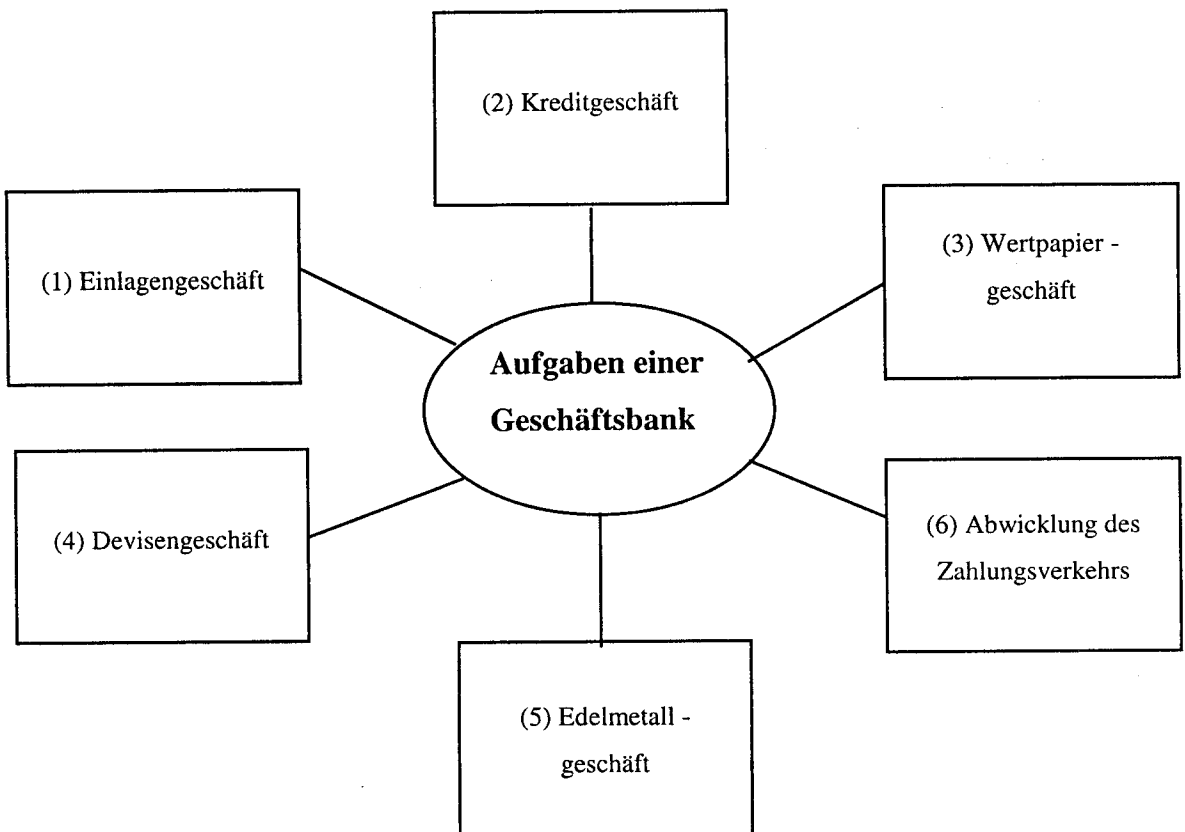 (2) Kreditgeschäft
(1) Einlagengeschäft
(3) Wertpapier -
geschäft
Aufgaben einer
Geschäftsbank
(4) Devisengeschäft
(6) Abwicklung des
Zahlungsverkehrs
(5) Edelmetall -
geschäft